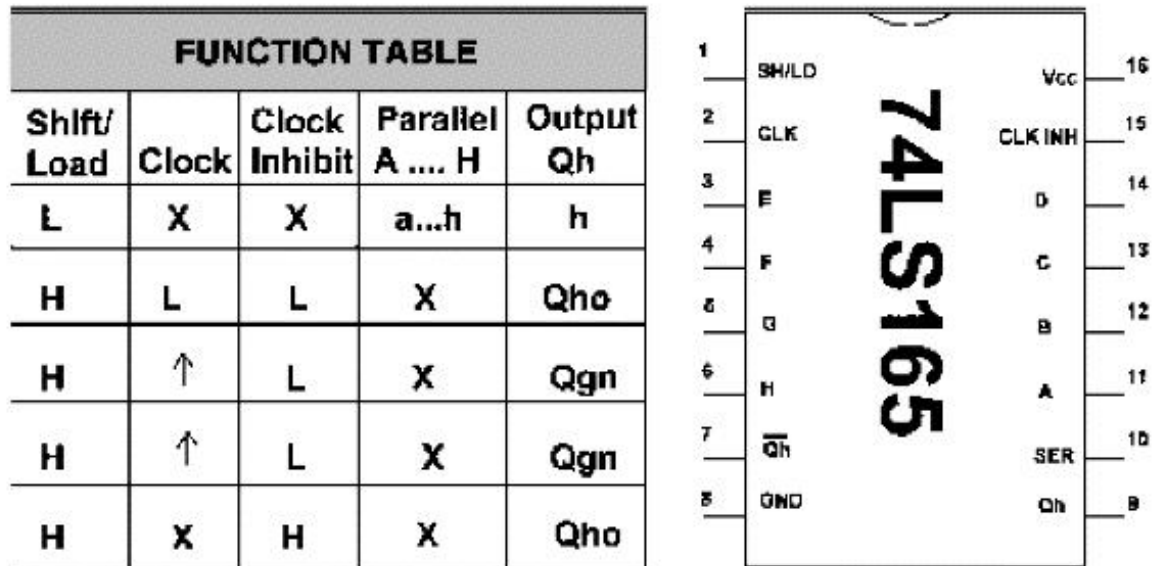 FUNCTION TABLE
Shift/ Load Clock Clock Inhibit Parallel A .... H Output Qh
L X X a...h h
H L L X Qho
H ↑ L X Qgn
H ↑ L X Qgn
H X H X Qho
74LS165
1 SH/LD Vcc 16
2 CLK CLK INH 15
3 E D 14
4 F C 13
5 G B 12
6 H A 11
7 Qh SER 10
8 GND Qh 9